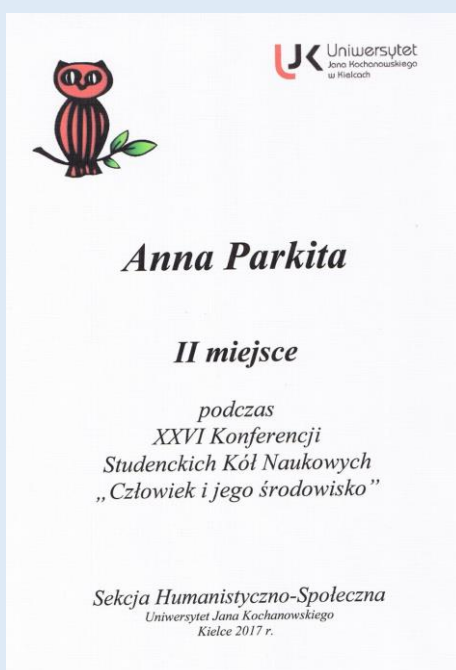 UJK Uniwersytet
Jana Kochanowskiego
w Kielcach
Anna Parkita
II miejsce
podczas
XXVI Konferencji
Studenckich Kół Naukowych
„Człowiek i jego środowisko”
Sekcja Humanistyczno-Społeczna
Uniwersytet Jana Kochanowskiego
Kielce 2017 r.